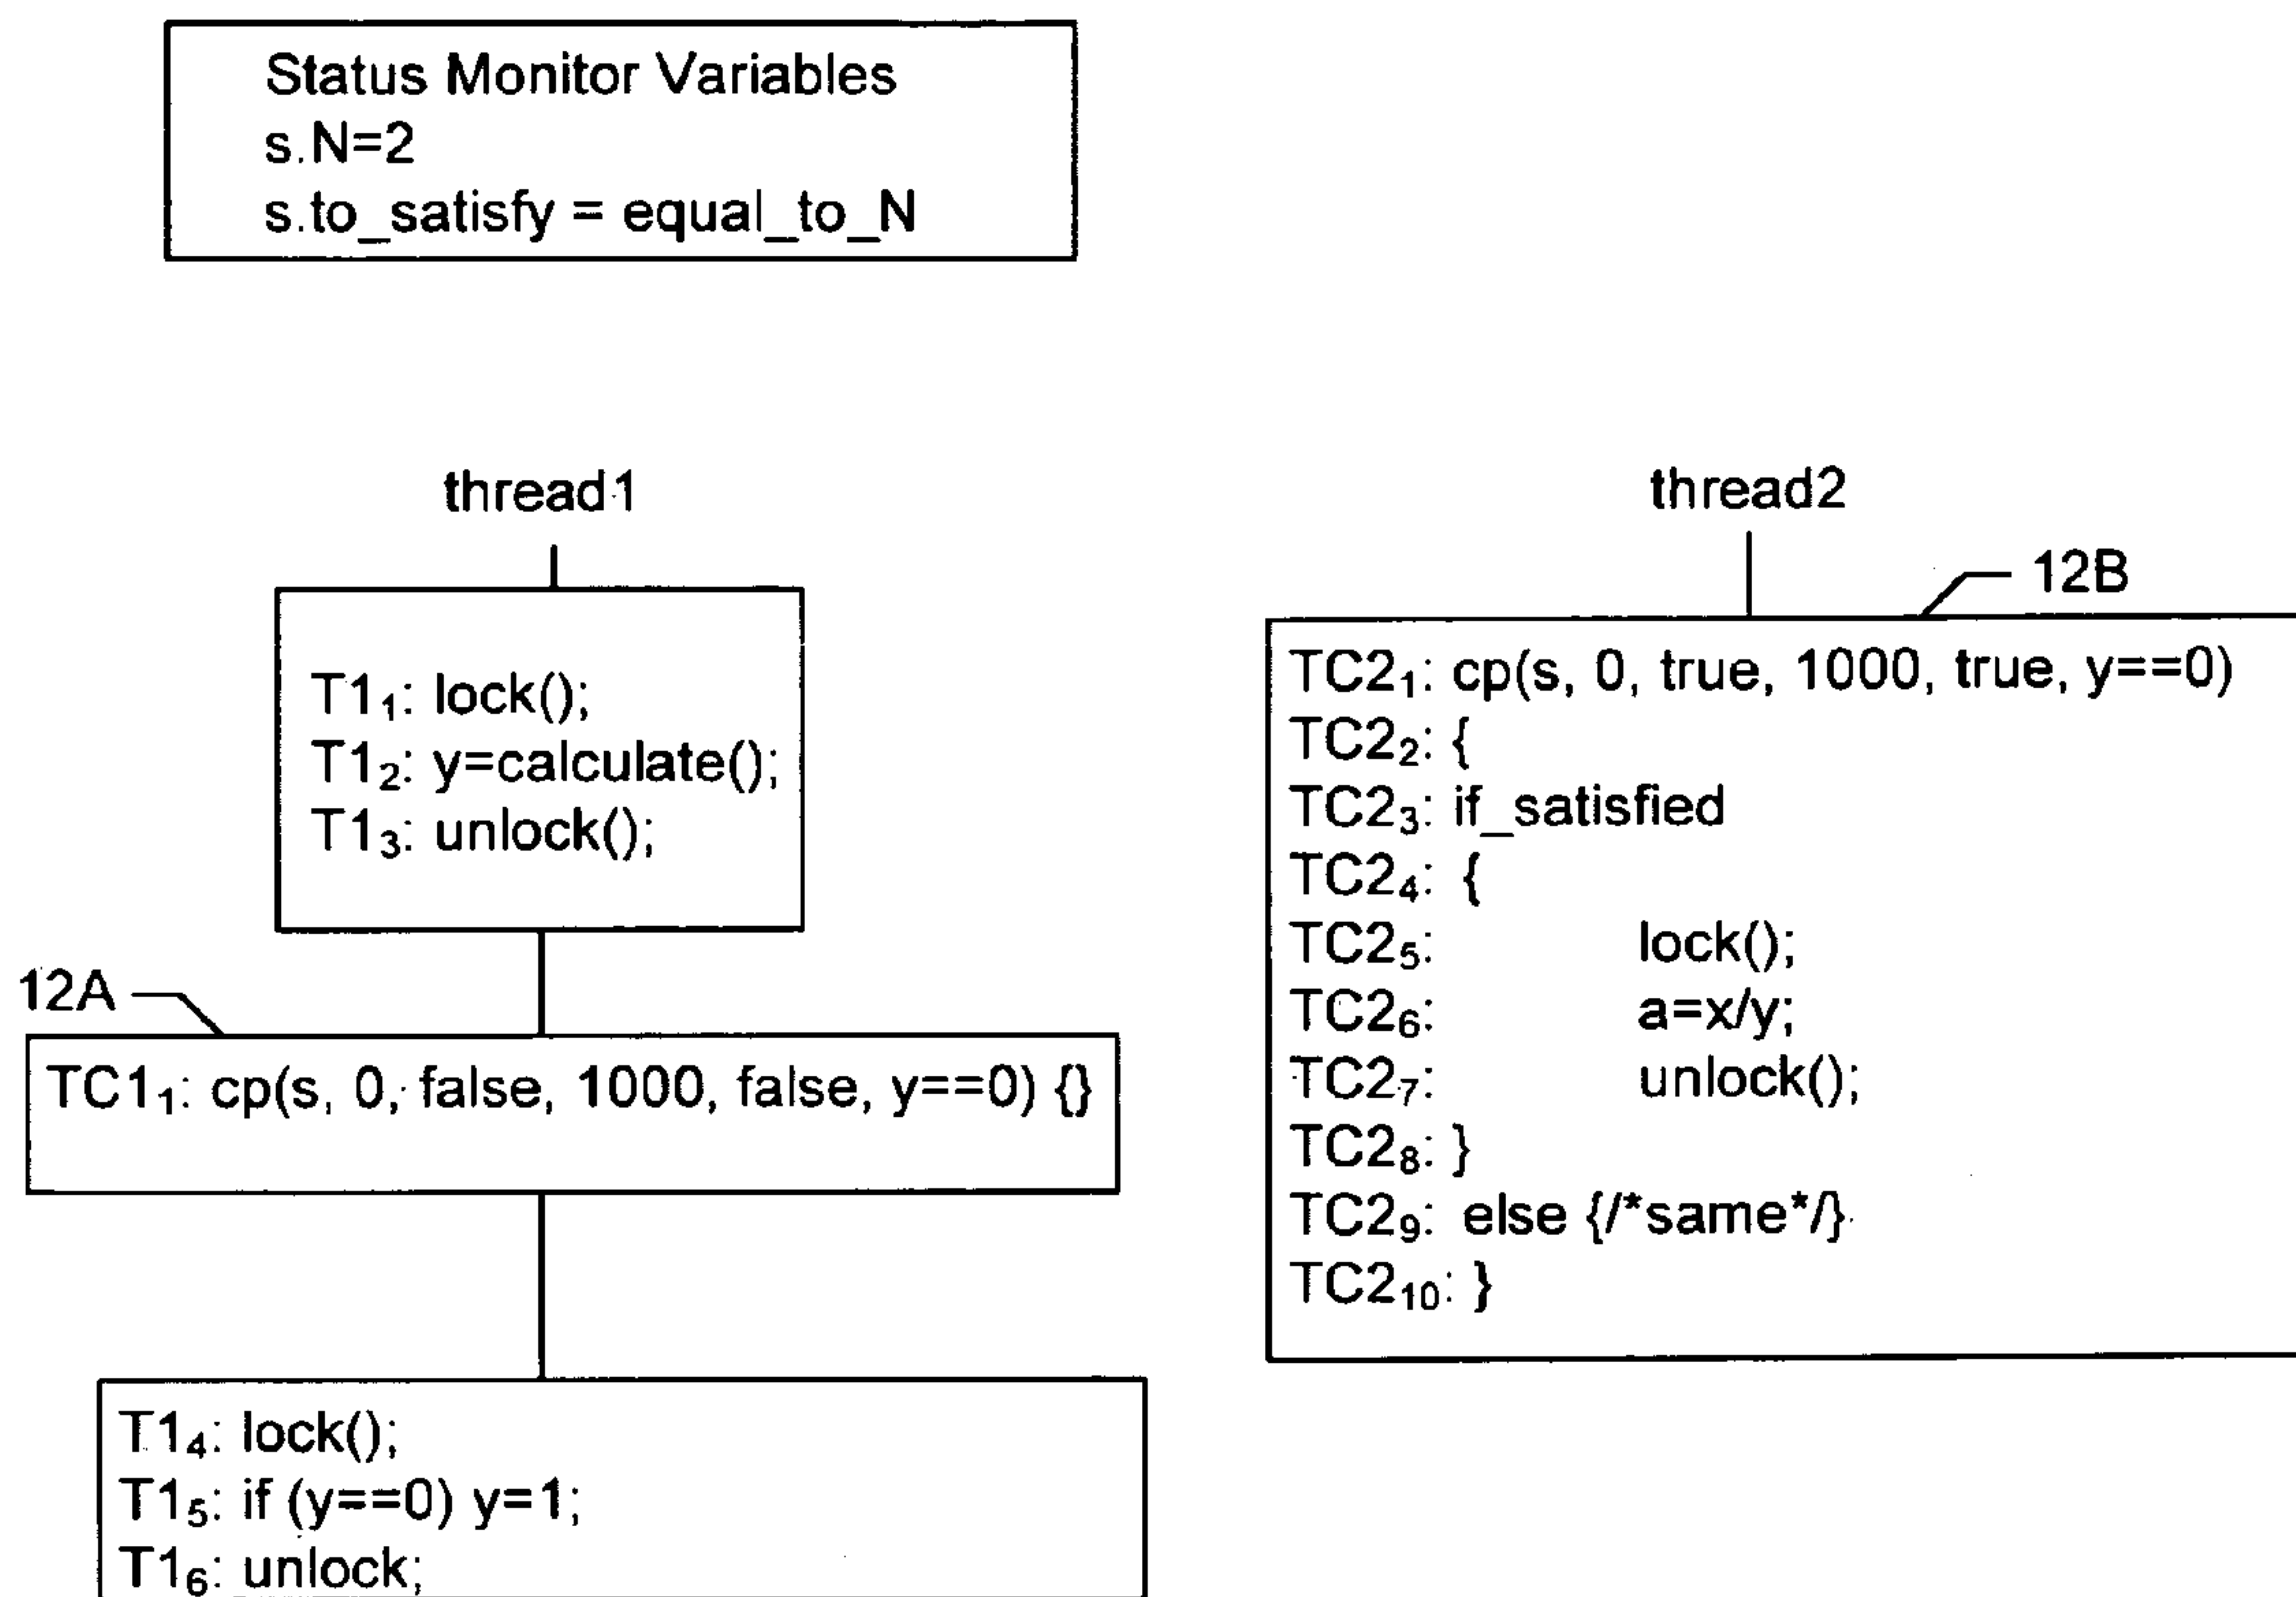 Status Monitor Variables
s.N=2
s.to_satisfy = equal_to_N
thread1
T1₁: lock();
T1₂: y=calculate();
T1₃: unlock();
12A
TC1₁: cp(s, 0, false, 1000, false, y==0) {}
T1₄: lock();
T1₅: if (y==0) y=1;
T1₆: unlock;
thread2
12B
TC2₁: cp(s, 0, true, 1000, true, y==0)
TC2₂: {
TC2₃: if_satisfied
TC2₄: {
TC2₅: lock();
TC2₆: a=x/y;
TC2₇: unlock();
TC2₈: }
TC2₉: else {/*same*/}
TC2₁₀: }